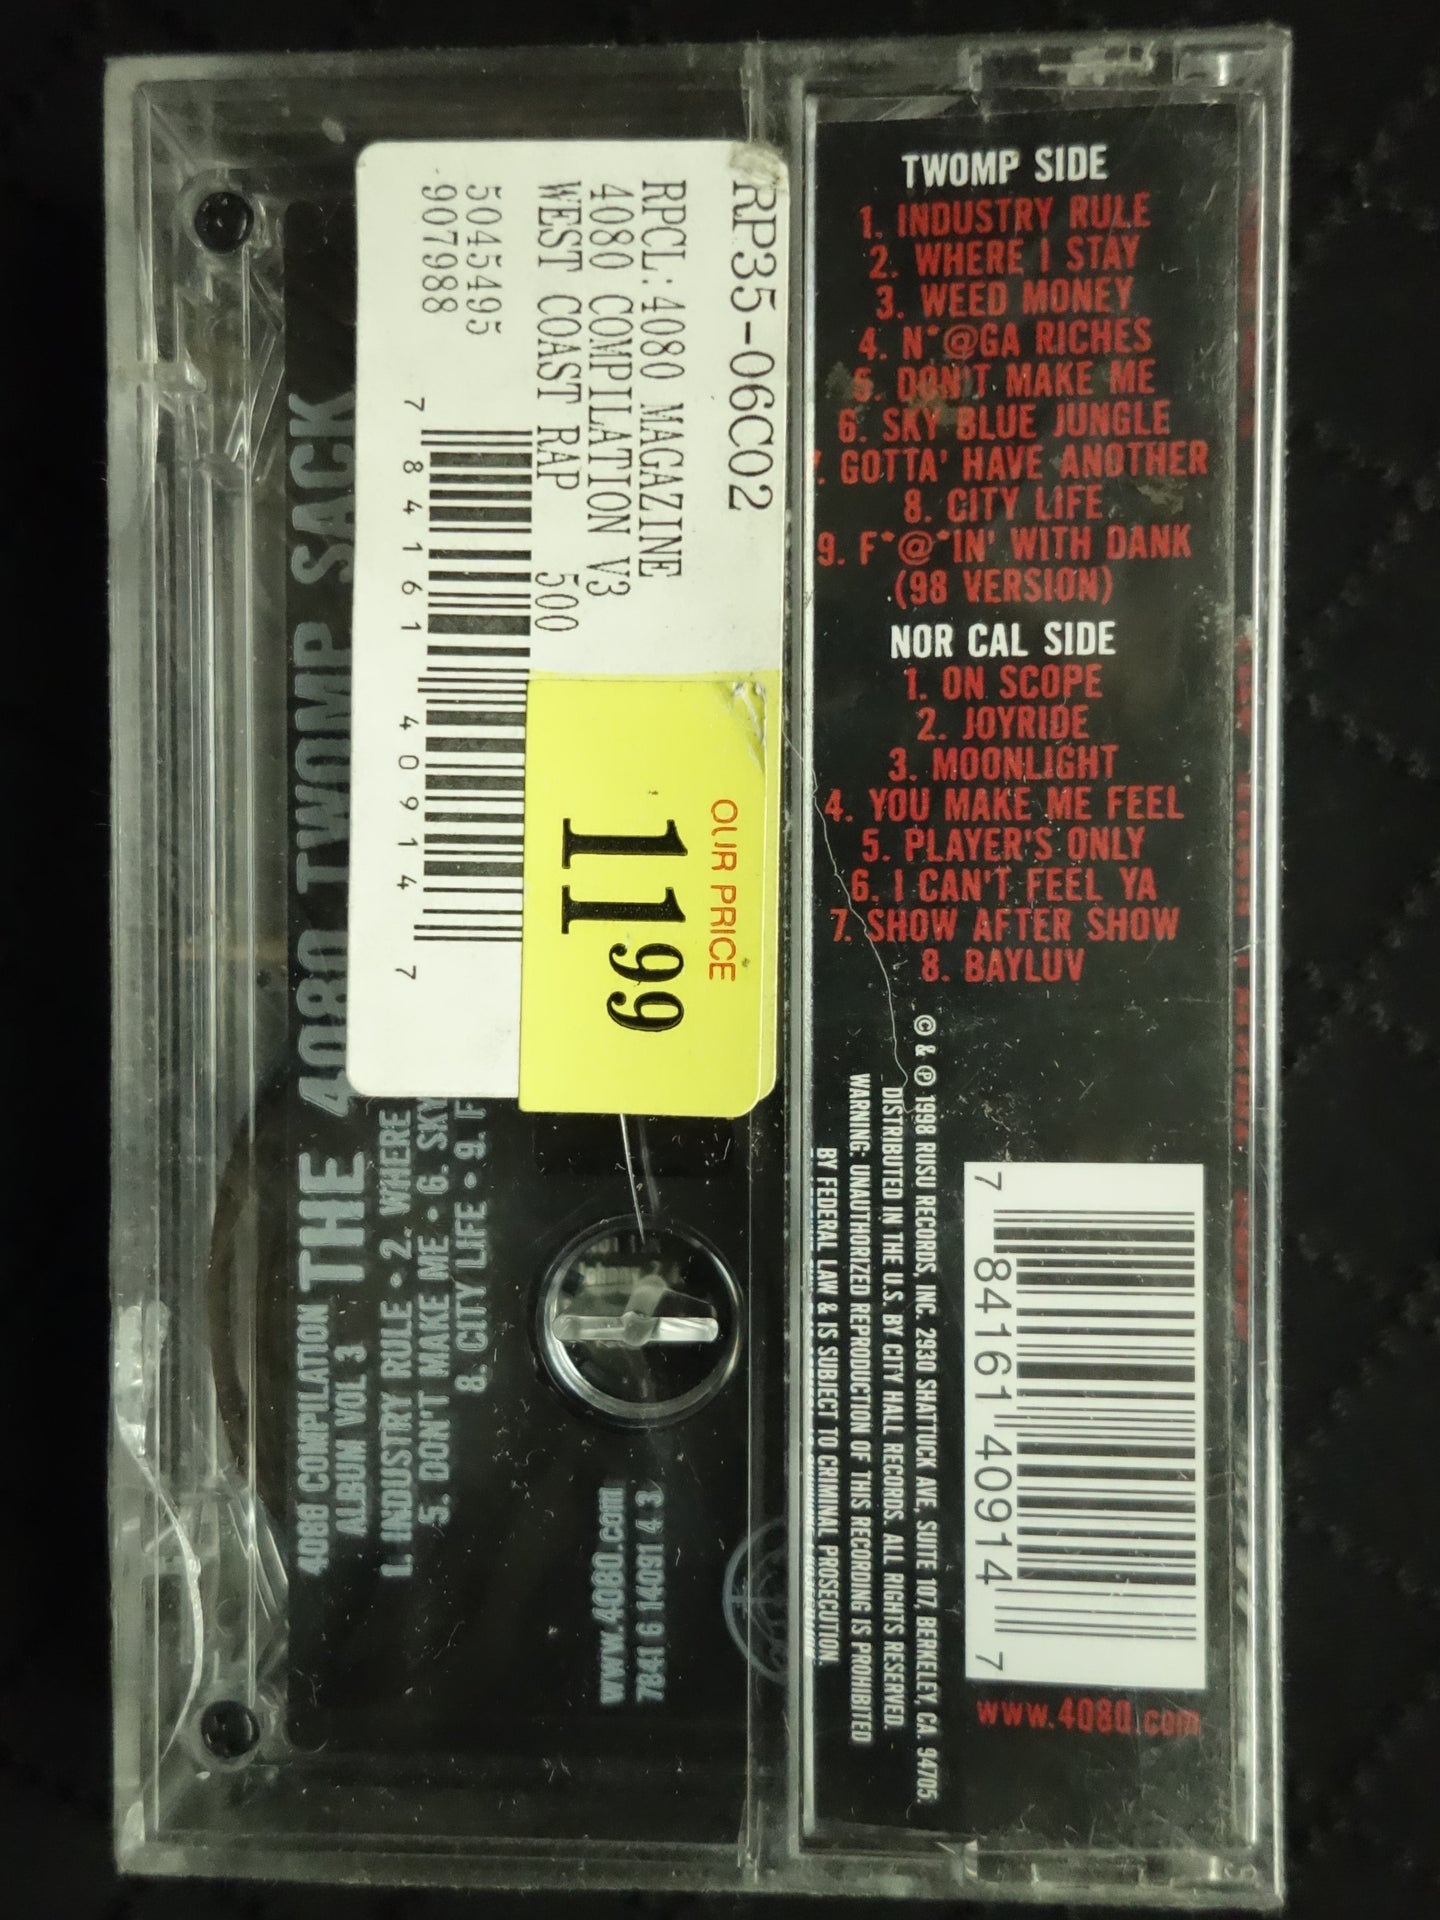 TWOMP SIDE
1. INDUSTRY RULE
2. WHERE I STAY
3. WEED MONEY
4. N*@GA RICHES
5. DON'T MAKE ME
6. SKY BLUE JUNGLE
7. GOTTA' HAVE ANOTHER
8. CITY LIFE
9. F*@*IN' WITH DANK
(98 VERSION)
NOR CAL SIDE
1. ON SCOPE
2. JOYRIDE
3. MOONLIGHT
4. YOU MAKE ME FEEL
5. PLAYER'S ONLY
6. I CAN'T FEEL YA
7. SHOW AFTER SHOW
8. BAYLUV
© & ℗ 1998 RUSU RECORDS, INC. 2930 SHATTUCK AVE, SUITE 107, BERKELEY, CA. 94705
DISTRIBUTED IN THE U.S. BY CITY HALL RECORDS. ALL RIGHTS RESERVED.
WARNING: UNAUTHORIZED REPRODUCTION OF THIS RECORDING IS PROHIBITED
BY FEDERAL LAW & IS SUBJECT TO CRIMINAL PROSECUTION.
7 84161 40914 7
www.4080.com
RP35-06C02
RPCL:4080 MAGAZINE
4080 COMPILATION V3
WEST COAST RAP 500
5045495
907988
7 84161 40914 7
OUR PRICE
11 99
4080 COMPILATION
ALBUM VOL 3
THE 4080 TWOMP SACK
1. INDUSTRY RULE • 2. WHERE
5. DON'T MAKE ME • 6. SKY
8. CITY LIFE • 9. F
www.4080.com
7841 6 14091 4 3